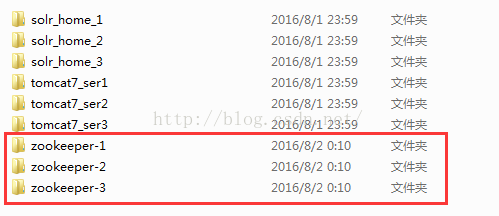 solr_home_1 2016/8/1 23:59 文件夹
solr_home_2 2016/8/1 23:59 文件夹
solr_home_3 2016/8/1 23:59 文件夹
tomcat7_ser1 2016/8/1 23:59 文件夹
tomcat7_ser2 2016/8/1 23:59 文件夹
tomcat7_ser3 2016/8/1 23:59 文件夹
http://blog.csdn.net/
zookeeper-1 2016/8/2 0:10 文件夹
zookeeper-2 2016/8/2 0:10 文件夹
zookeeper-3 2016/8/2 0:10 文件夹